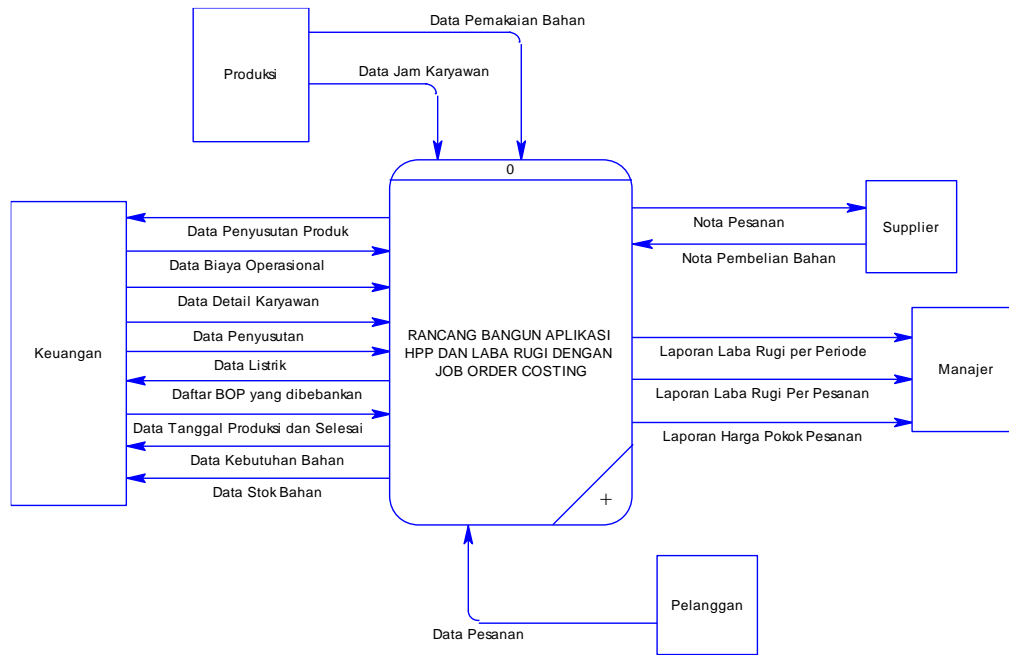 Data Pemakaian Bahan
Produksi
Data Jam Karyawan
0
Data Penyusutan Produk
Data Biaya Operasional
Data Detail Karyawan
Data Penyusutan
Data Listrik
Daftar BOP yang dibebankan
Data Tanggal Produksi dan Selesai
Data Kebutuhan Bahan
Data Stok Bahan
Keuangan
RANCANG BANGUN APLIKASI
HPP DAN LABA RUGI DENGAN
JOB ORDER COSTING
+
Nota Pesanan
Nota Pembelian Bahan
Supplier
Laporan Laba Rugi per Periode
Laporan Laba Rugi Per Pesanan
Laporan Harga Pokok Pesanan
Manajer
Pelanggan
Data Pesanan